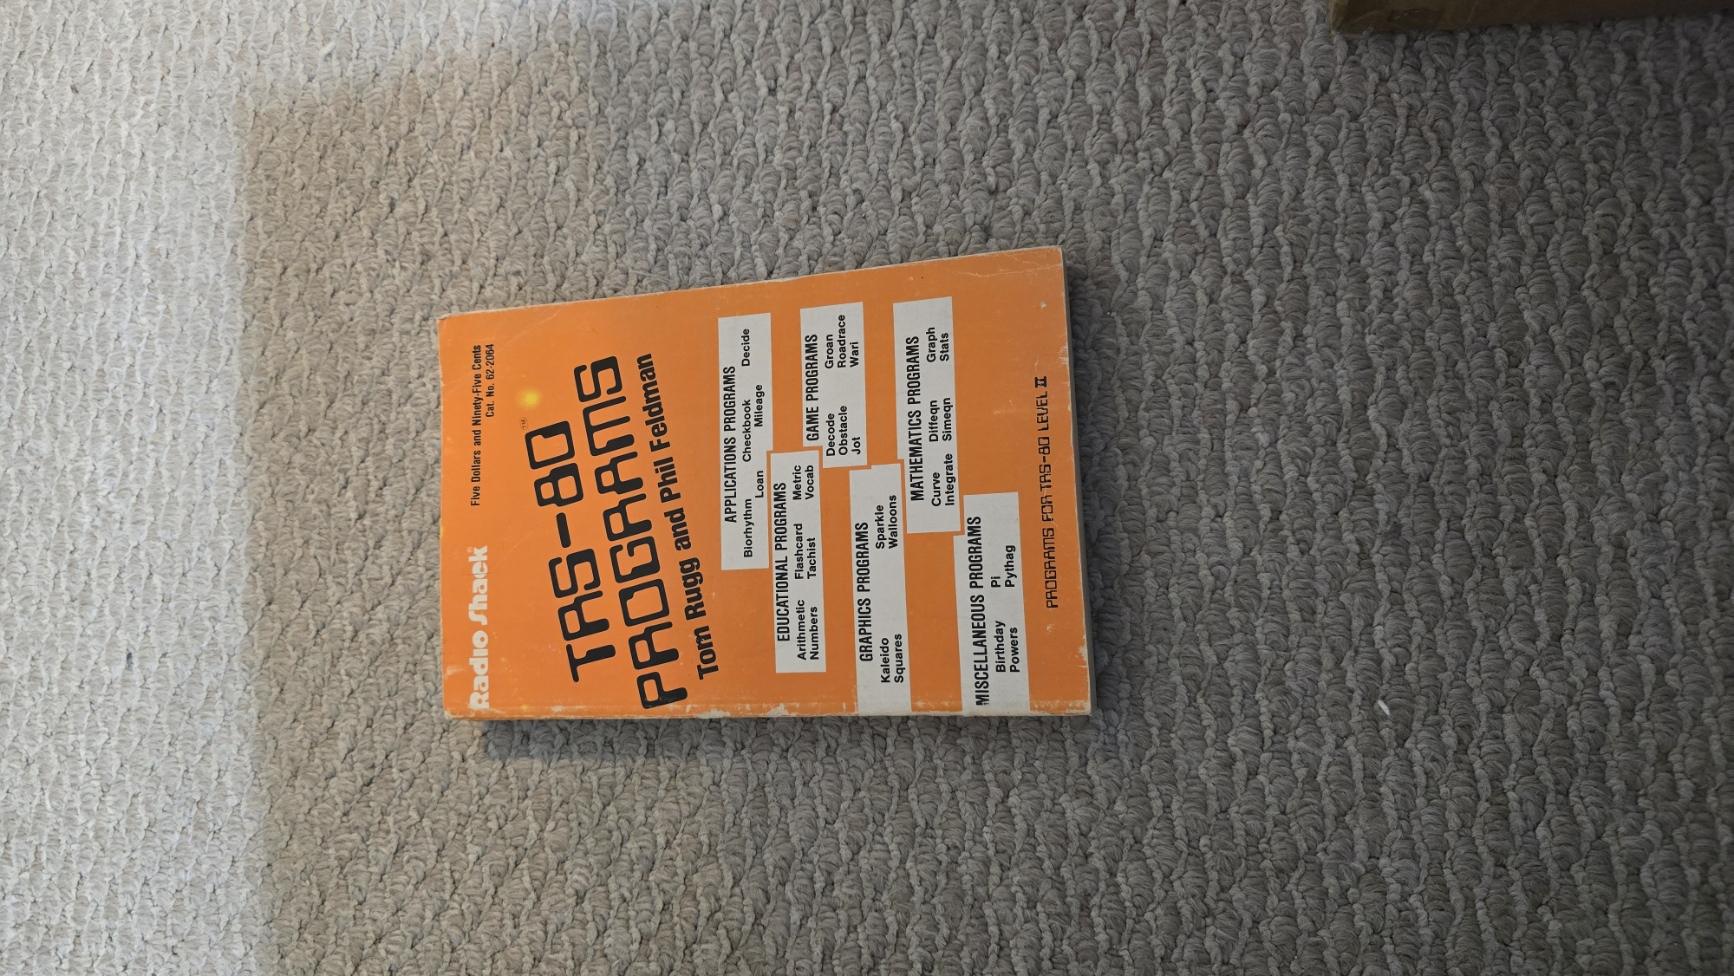 Radio Shack
Five Dollars and Ninety-Five Cents
Cat. No. 62-2064
TRS-80™
PROGRAMS
Tom Rugg and Phil Feldman
APPLICATIONS PROGRAMS
Biorhythm Checkbook Decide
Loan Mileage
EDUCATIONAL PROGRAMS
Arithmetic Flashcard Metric
Numbers Tachist Vocab
GAME PROGRAMS
Decode Groan
Obstacle Roadrace
Jot Wari
GRAPHICS PROGRAMS
Kaleido Sparkle
Squares Walloons
MATHEMATICS PROGRAMS
Curve Diffeqn Graph
Integrate Simeqn Stats
MISCELLANEOUS PROGRAMS
Birthday Pi
Powers Pythag
PROGRAMS FOR TRS-80 LEVEL II